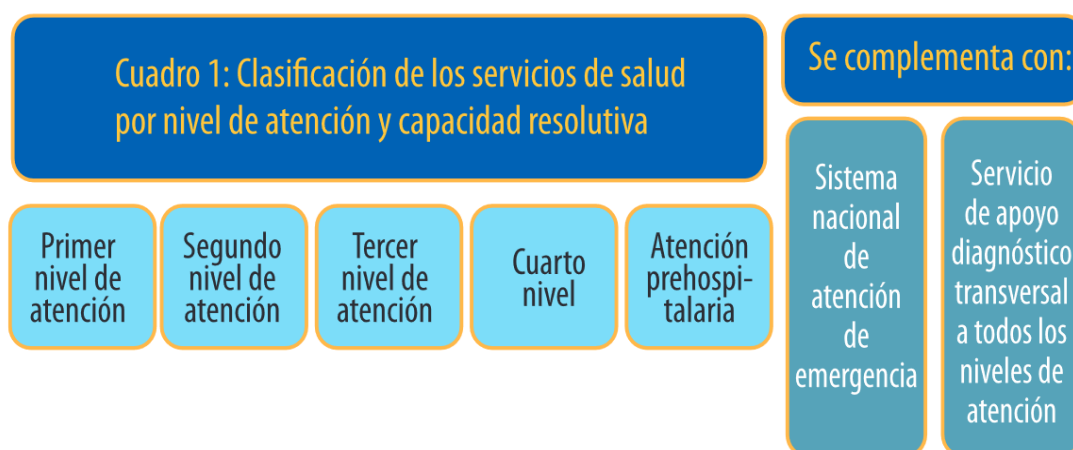 Cuadro 1: Clasificación de los servicios de salud
por nivel de atención y capacidad resolutiva
Se complementa con:
Primer
nivel de
atención
Segundo
nivel de
atención
Tercer
nivel de
atención
Cuarto
nivel
Atención
prehospi-
talaria
Sistema
nacional
de
atención
de
emergencia
Servicio
de apoyo
diagnóstico
transversal
a todos los
niveles de
atención